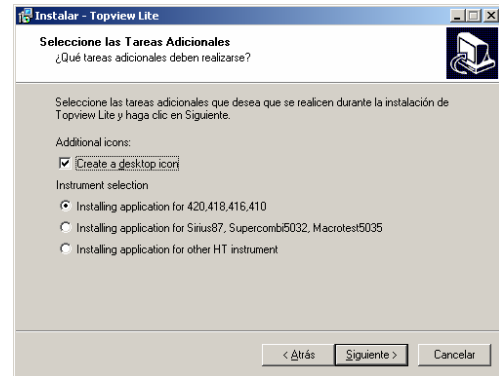 Instalar - Topview Lite
Seleccione las Tareas Adicionales
¿Qué tareas adicionales deben realizarse?
Seleccione las tareas adicionales que desea que se realicen durante la instalación de
Topview Lite y haga clic en Siguiente.
Additional icons:
Create a desktop icon
Instrument selection
Installing application for 420,418,416,410
Installing application for Sirius87, Supercombi5032, Macrotest5035
Installing application for other HT instrument
< Atrás Siguiente > Cancelar